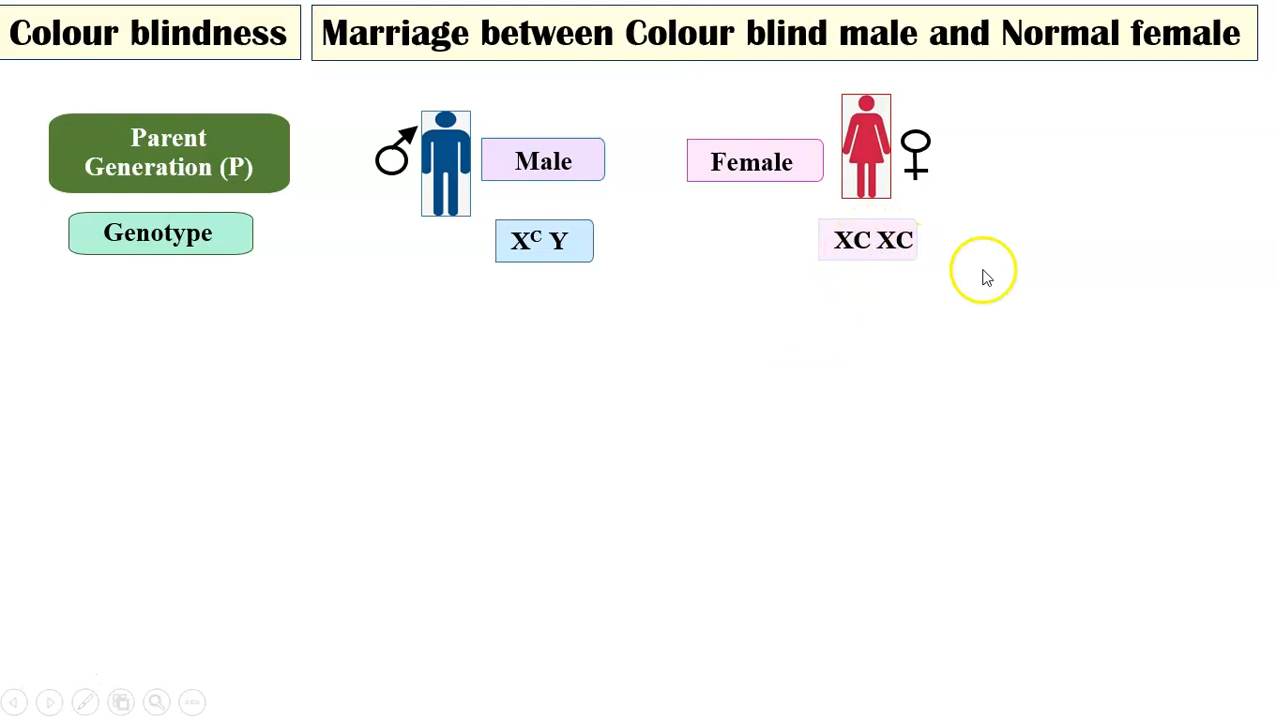 Colour blindness
Marriage between Colour blind male and Normal female
Parent
Generation (P)
Male
Female
Genotype
Xᶜ Y
XC XC